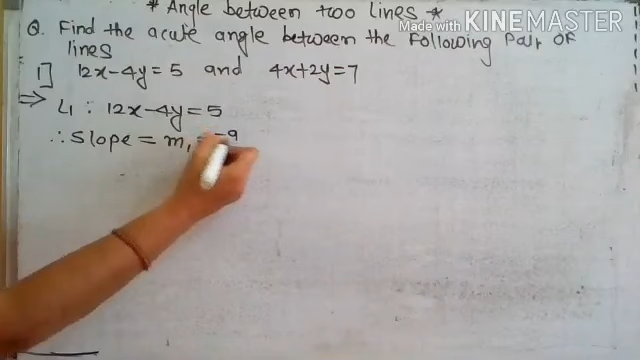 * Angle between two lines *
Made with KINEMASTER
Q. Find the acute angle between the Following Pair of
lines
1] 12x-4y=5 and 4x+2y=7
⇒ L1 : 12x-4y=5
∴ Slope = m1 = -a